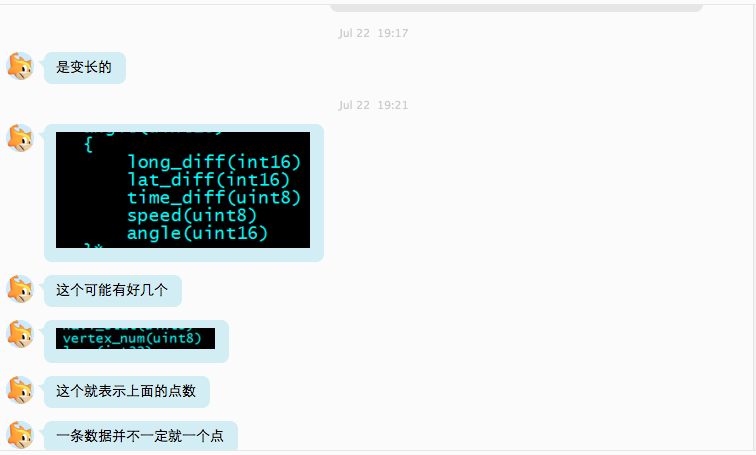 Jul 22 19:17
是变长的
Jul 22 19:21
{
long_diff(int16)
lat_diff(int16)
time_diff(uint8)
speed(uint8)
angle(uint16)
}*
这个可能有好几个
vertex_num(uint8)
这个就表示上面的点数
一条数据并不一定就一个点